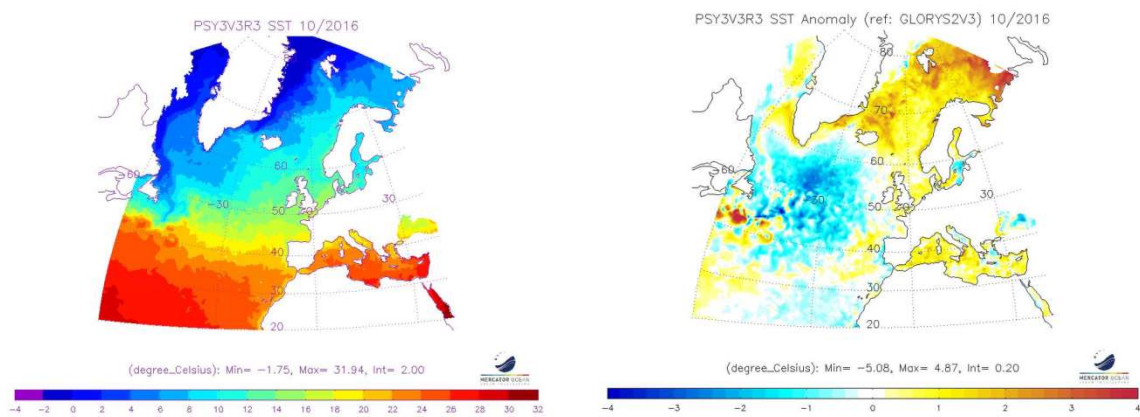 PSY3V3R3 SST 10/2016
60
-60
-30
50
30
40
30
20
(degree_Celsius): Min= -1.75, Max= 31.94, Int= 2.00
MERCATOR OCEAN
-4 -2 0 2 4 6 8 10 12 14 16 18 20 22 24 26 28 30 32
PSY3V3R3 SST Anomaly (ref: GLORYS2V3) 10/2016
80
70
60
-60
-30
50
30
40
30
20
(degree_Celsius): Min= -5.08, Max= 4.87, Int= 0.20
MERCATOR OCEAN
-4 -3 -2 -1 0 1 2 3 4